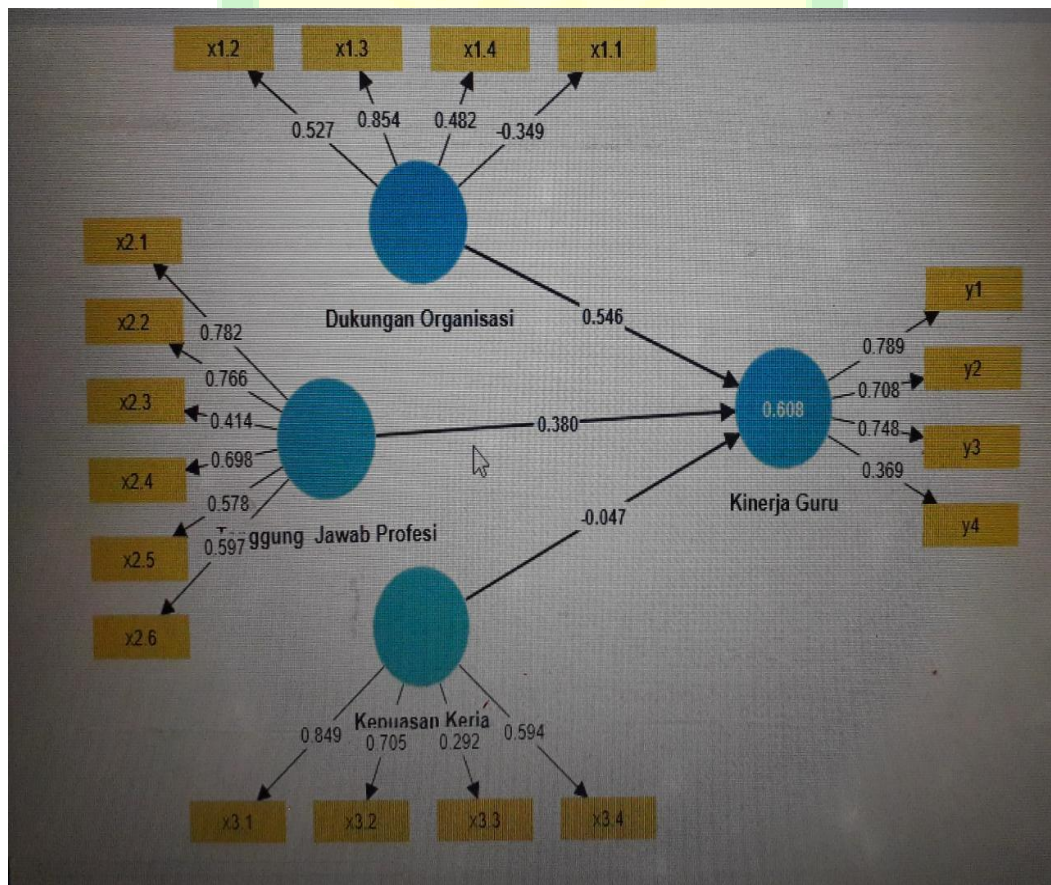 x1.2
x1.3
x1.4
x1.1
0.527
0.854
0.482
-0.349
x2.1
x2.2
x2.3
x2.4
x2.5
x2.6
0.782
0.766
0.414
0.698
0.578
0.597
Dukungan Organisasi
0.546
0.380
-0.047
ggung Jawab Profesi
0.608
Kinerja Guru
y1
y2
y3
y4
0.789
0.708
0.748
0.369
Kepuasan Kerja
0.849
0.705
0.292
0.594
x3.1
x3.2
x3.3
x3.4